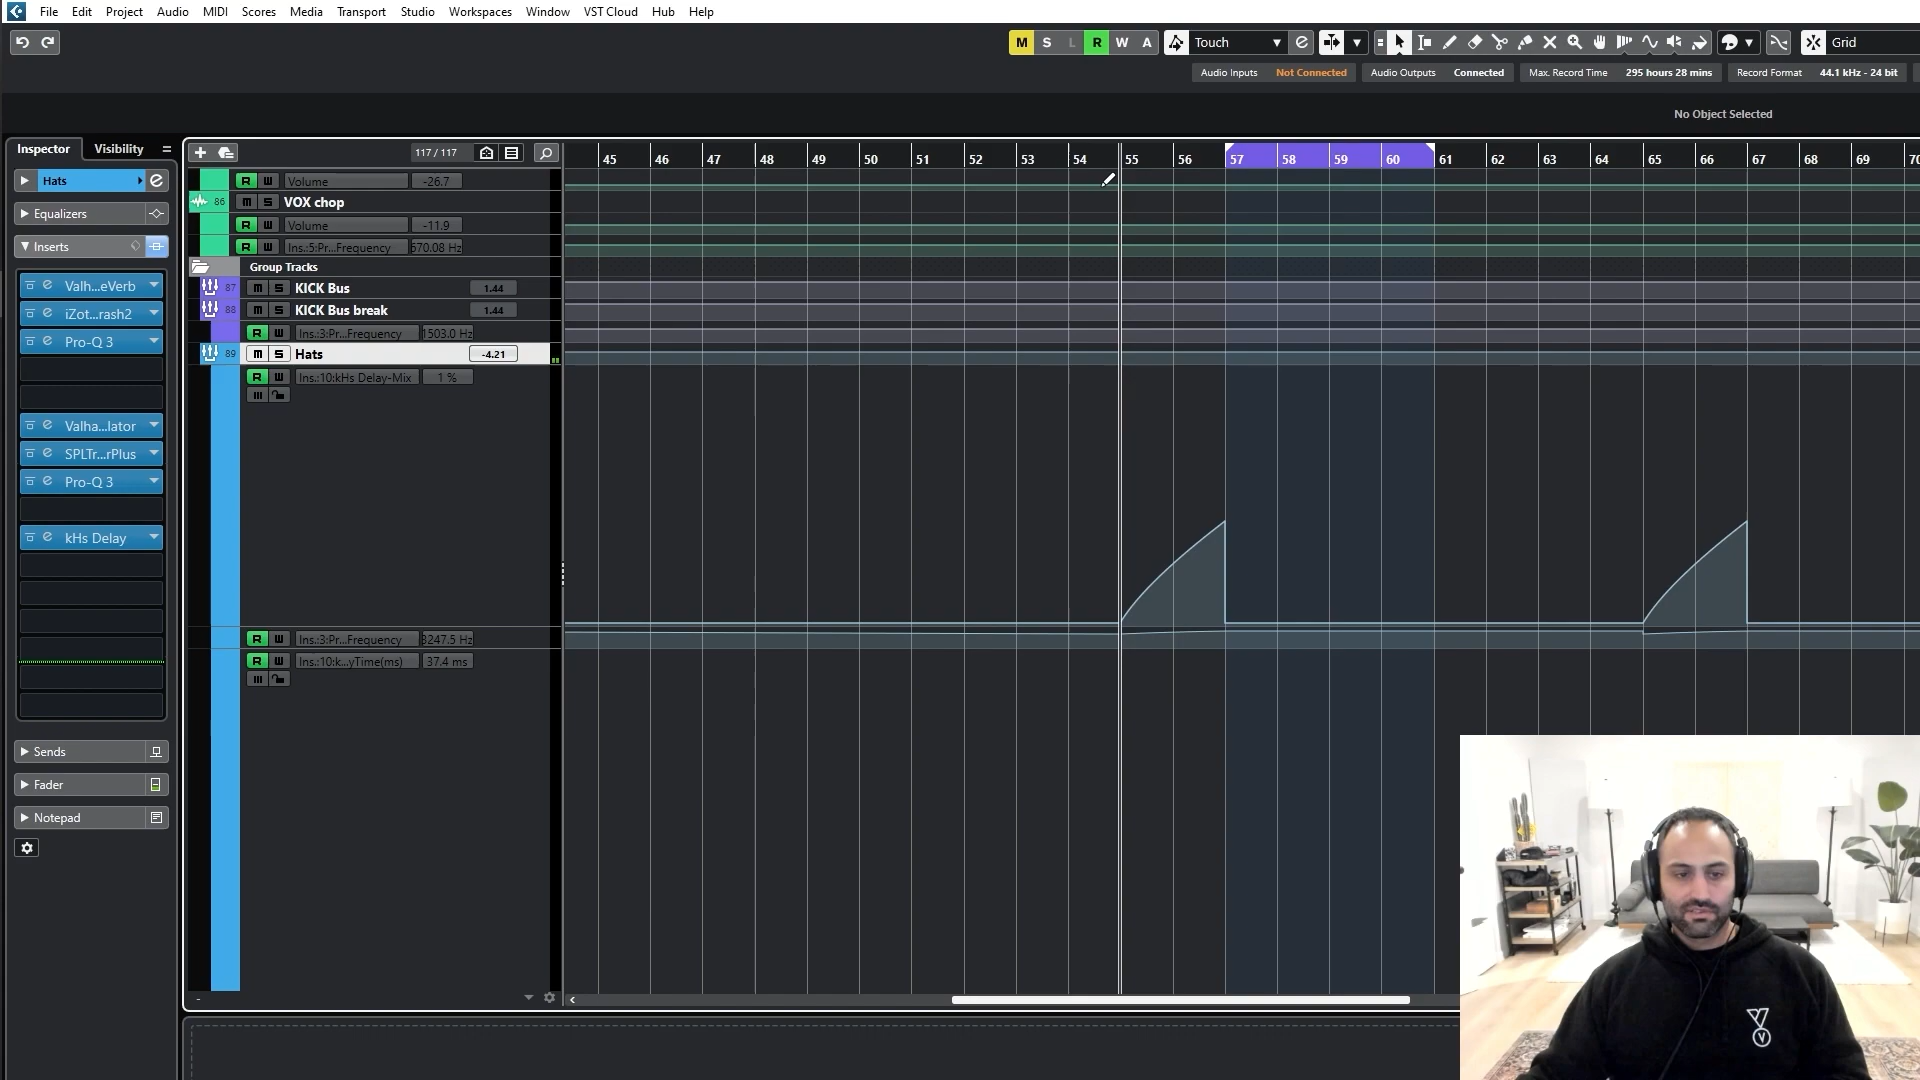 File Edit Project Audio MIDI Scores Media Transport Studio Workspaces Window VST Cloud Hub Help
M S L R W A Touch Grid
Audio Inputs Not Connected Audio Outputs Connected Max. Record Time 295 hours 28 mins Record Format 44.1 kHz - 24 bit
No Object Selected
Inspector Visibility
Hats
Equalizers
Inserts
Valh...eVerb
iZot...rash2
Pro-Q 3
Valha...lator
SPLTr...rPlus
Pro-Q 3
kHs Delay
Sends
Fader
Notepad
117 / 117
45 46 47 48 49 50 51 52 53 54 55 56 57 58 59 60 61 62 63 64 65 66 67 68 69 70
R W Volume -26.7
86 m S VOX chop
R W Volume -11.9
R W Ins.:5:Pr...Frequency 670.08 Hz
Group Tracks
87 m S KICK Bus 1.44
88 m S KICK Bus break 1.44
R W Ins.:3:Pr...Frequency 1503.0 Hz
89 m S Hats -4.21
R W Ins.:10:kHs Delay-Mix 1 %
R W Ins.:3:Pr...Frequency 3247.5 Hz
R W Ins.:10:k...yTime(ms) 37.4 ms